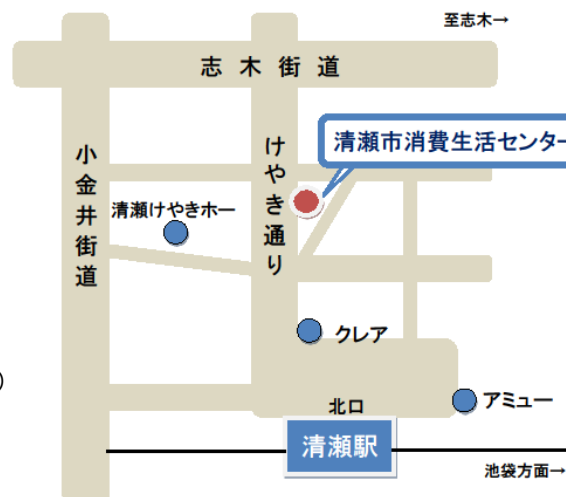 至志木→
志木街道
清瀬市消費生活センター
小金井街道
けやき通り
清瀬けやきホー
クレア
)
アミュー
北口
清瀬駅
池袋方面→